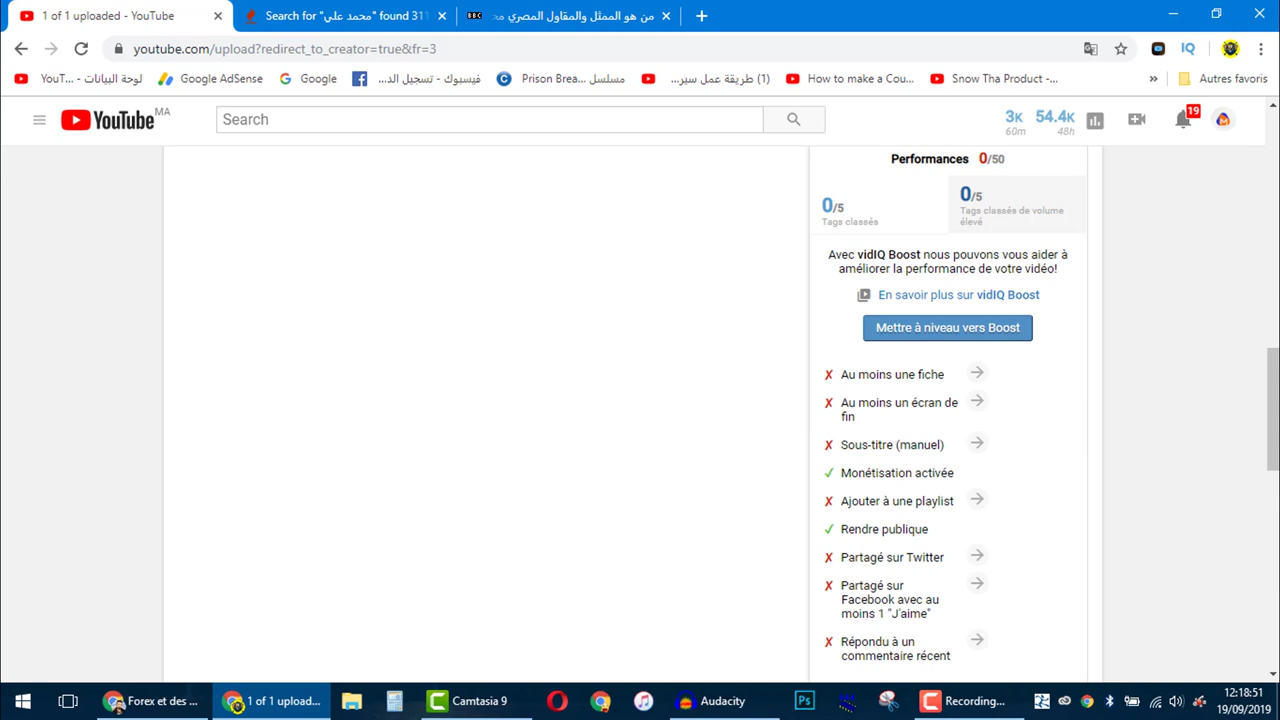 1 of 1 uploaded - YouTube
Search for "محمد علي" found 311
من هو الممثل والمقاول المصري مح
youtube.com/upload?redirect_to_creator=true&fr=3
لوحة البيانات - YouT...
Google AdSense
Google
فيسبوك - تسجيل الد...
مسلسل Prison Brea...
(1) طريقة عمل سير...
How to make a Cou...
Snow Tha Product -...
»
Autres favoris
YouTube MA
Search
3K
60m
54.4K
48h
19
Performances 0/50
0/5
Tags classés
0/5
Tags classés de volume
élevé
Avec vidIQ Boost nous pouvons vous aider à
améliorer la performance de votre vidéo!
En savoir plus sur vidIQ Boost
Mettre à niveau vers Boost
✗ Au moins une fiche
✗ Au moins un écran de
fin
✗ Sous-titre (manuel)
✓ Monétisation activée
✗ Ajouter à une playlist
✓ Rendre publique
✗ Partagé sur Twitter
✗ Partagé sur
Facebook avec au
moins 1 "J'aime"
✗ Répondu à un
commentaire récent
Forex et des ...
1 of 1 upload...
Camtasia 9
Audacity
Ps
Recording...
12:18:51
19/09/2019
IQ
BBC